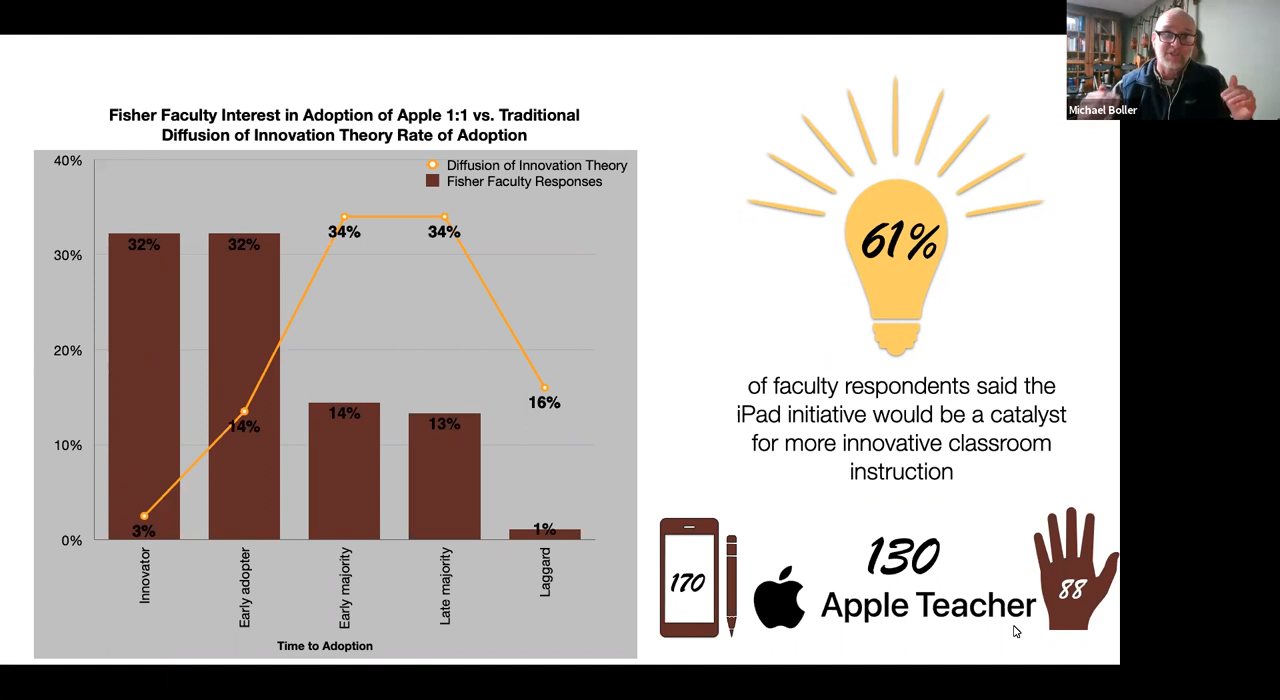 Michael Boller
Fisher Faculty Interest in Adoption of Apple 1:1 vs. Traditional
Diffusion of Innovation Theory Rate of Adoption
Diffusion of Innovation Theory
Fisher Faculty Responses
40%
30%
20%
10%
0%
32%
32%
34%
34%
14%
14%
13%
16%
3%
1%
Innovator
Early adopter
Early majority
Late majority
Laggard
Time to Adoption
61%
of faculty respondents said the
iPad initiative would be a catalyst
for more innovative classroom
instruction
170
130
Apple Teacher
88